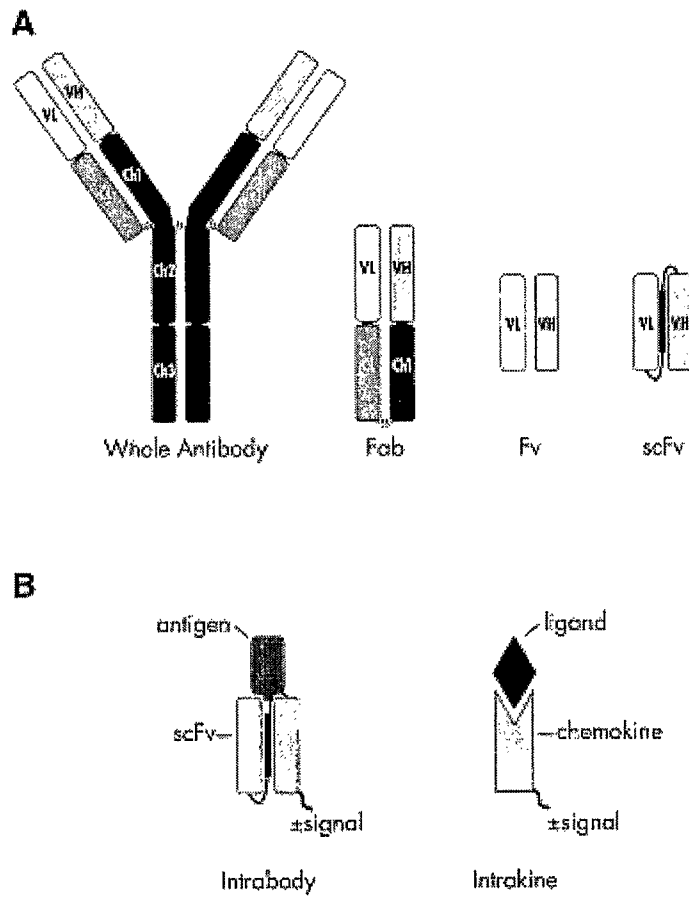 A
VL
VH
Ch1
Ch2
Ch3
VL
VH
Ch1
VL
VH
VL
VH
Whole Antibody
Fab
Fv
scFv
B
antigen
ligand
scFv
chemokine
±signal
±signal
Intrabody
Intrakine